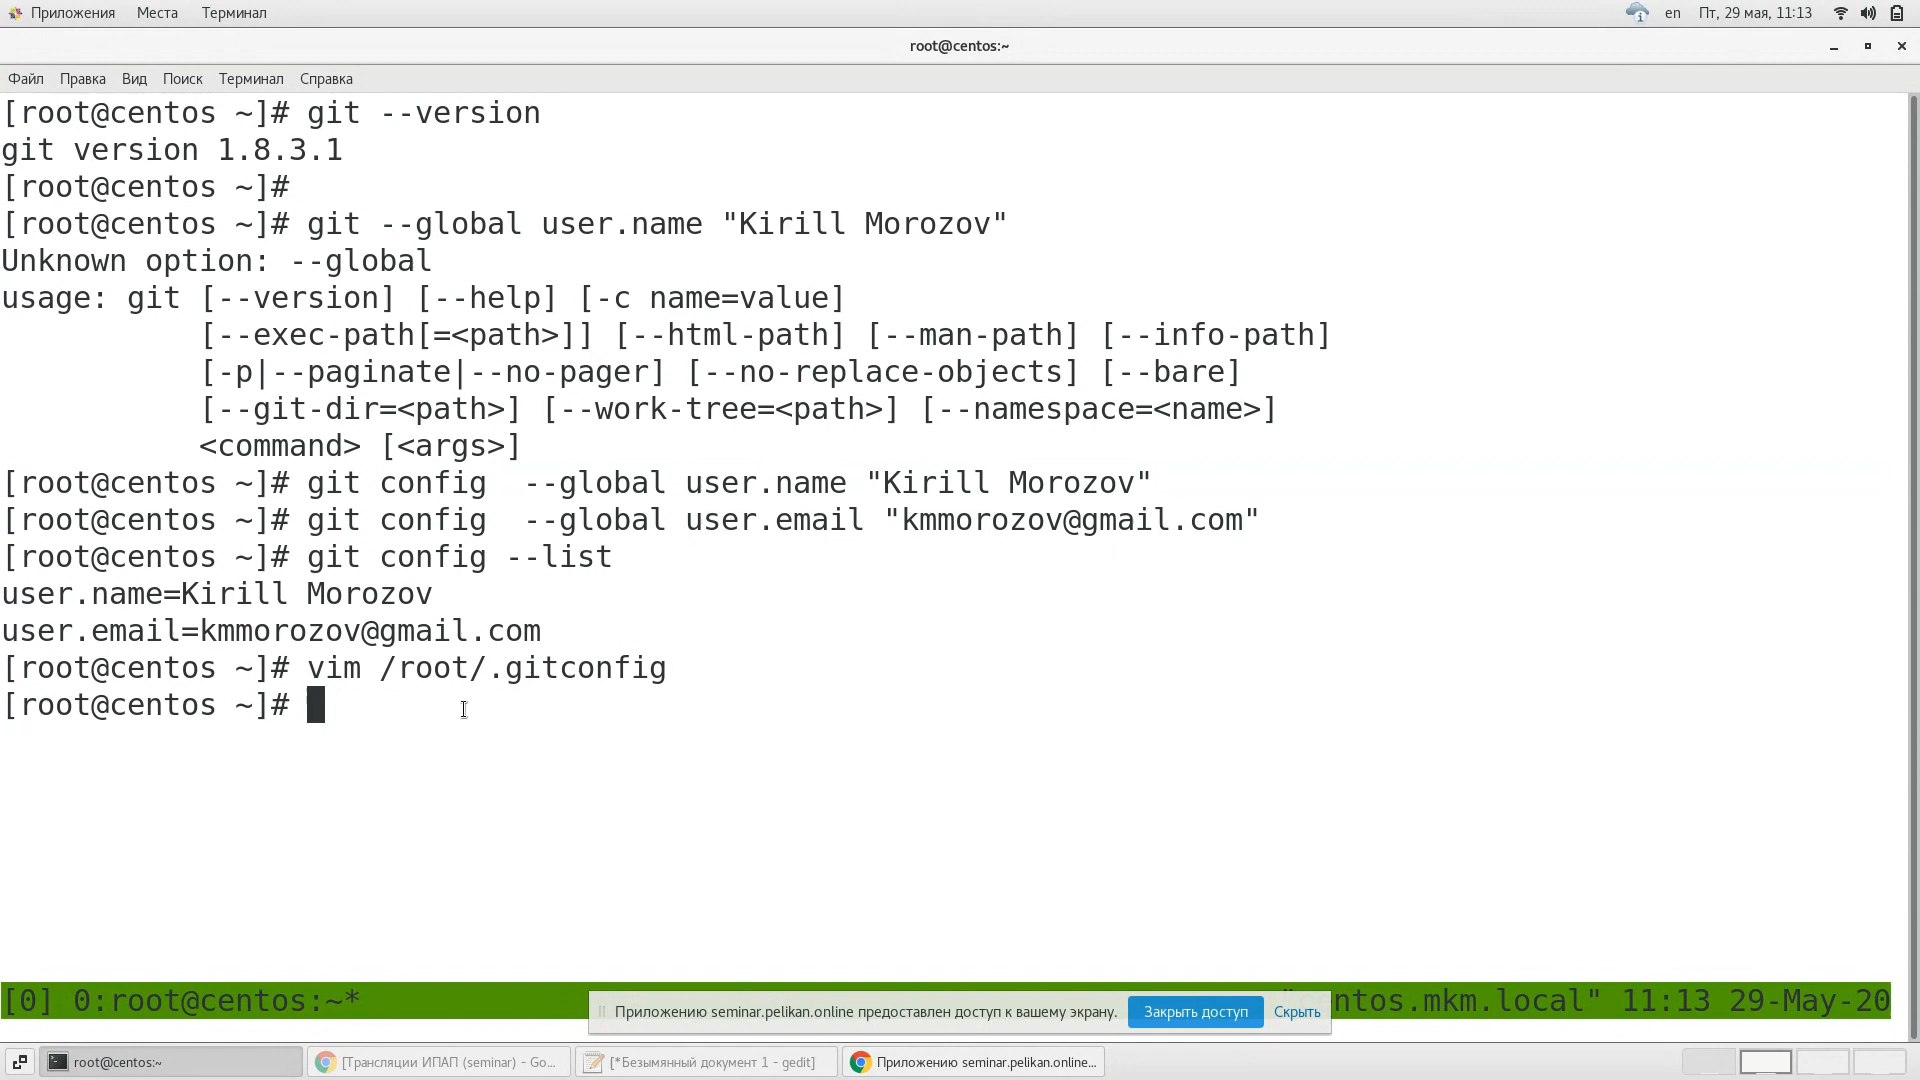 Приложения Места Терминал en Пт, 29 мая, 11:13
root@centos:~
Файл Правка Вид Поиск Терминал Справка
[root@centos ~]# git --version
git version 1.8.3.1
[root@centos ~]#
[root@centos ~]# git --global user.name "Kirill Morozov"
Unknown option: --global
usage: git [--version] [--help] [-c name=value]
           [--exec-path[=<path>]] [--html-path] [--man-path] [--info-path]
           [-p|--paginate|--no-pager] [--no-replace-objects] [--bare]
           [--git-dir=<path>] [--work-tree=<path>] [--namespace=<name>]
           <command> [<args>]
[root@centos ~]# git config  --global user.name "Kirill Morozov"
[root@centos ~]# git config  --global user.email "kmmorozov@gmail.com"
[root@centos ~]# git config --list
user.name=Kirill Morozov
user.email=kmmorozov@gmail.com
[root@centos ~]# vim /root/.gitconfig
[root@centos ~]#
[0] 0:root@centos:~* "centos.mkm.local" 11:13 29-May-20
Приложению seminar.pelikan.online предоставлен доступ к вашему экрану. Закрыть доступ Скрыть
root@centos:~ [Трансляции ИПАП (seminar) - Go... [*Безымянный документ 1 - gedit] Приложению seminar.pelikan.online...